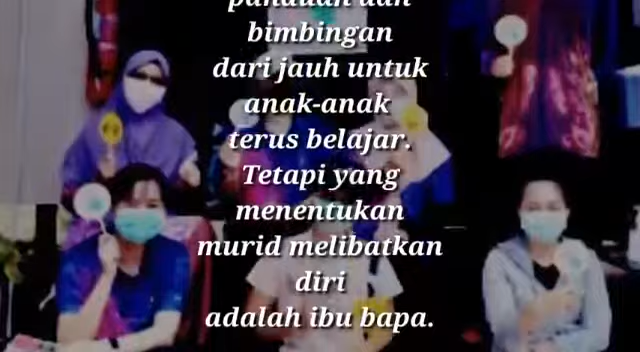 bimbingan
dari jauh untuk
anak-anak
terus belajar.
Tetapi yang
menentukan
murid melibatkan
diri
adalah ibu bapa.